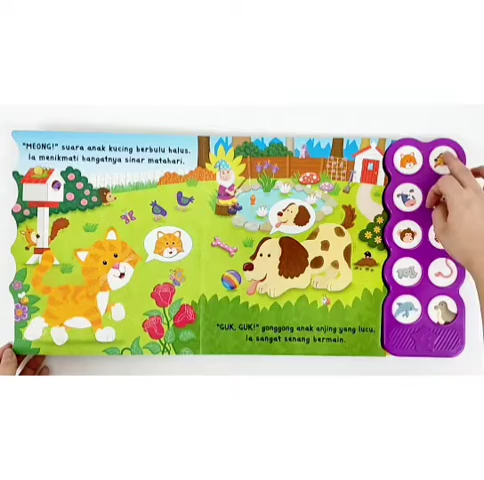 "MEONG!" suara anak kucing berbulu halus.
Ia menikmati hangatnya sinar matahari.
"GUK, GUK!" gonggong anak anjing yang lucu.
Ia sangat senang bermain.